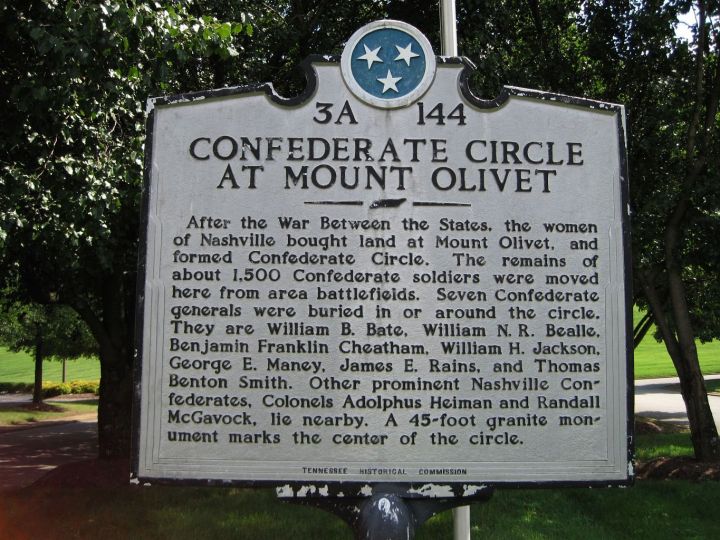 3A 144
CONFEDERATE CIRCLE
AT MOUNT OLIVET
After the War Between the States, the women
of Nashville bought land at Mount Olivet, and
formed Confederate Circle. The remains of
about 1,500 Confederate soldiers were moved
here from area battlefields. Seven Confederate
generals were buried in or around the circle.
They are William B. Bate, William N. R. Bealle,
Benjamin Franklin Cheatham, William H. Jackson,
George E. Maney, James E. Rains, and Thomas
Benton Smith. Other prominent Nashville Con-
federates, Colonels Adolphus Heiman and Randall
McGavock, lie nearby. A 45-foot granite mon-
ument marks the center of the circle.
TENNESSEE HISTORICAL COMMISSION